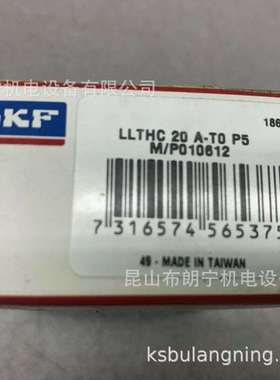 机电设备有限公司
SKF
186
LLTHC 20 A-T0 P5
M/P010612
7 316574 565375
49 - MADE IN TAIWAN
昆山布朗宁机电设
ksbulangning.tm